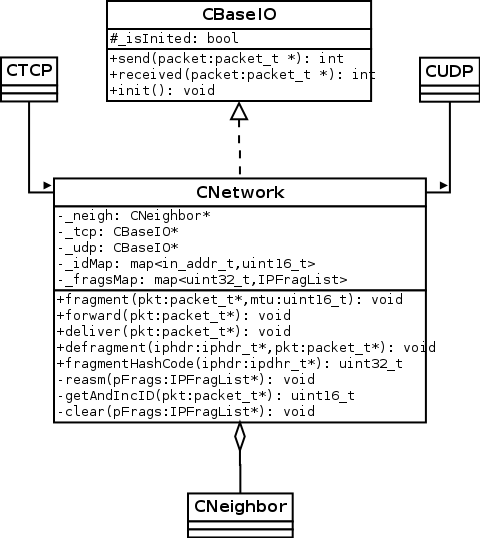 CBaseIO
#_isInited: bool
+send(packet:packet_t *): int
+received(packet:packet_t *): int
+init(): void
CTCP
CUDP
CNetwork
-_neigh: CNeighbor*
-_tcp: CBaseIO*
-_udp: CBaseIO*
-_idMap: map<in_addr_t,uint16_t>
-_fragsMap: map<uint32_t,IPFragList>
+fragment(pkt:packet_t*,mtu:uint16_t): void
+forward(pkt:packet_t*): void
+deliver(pkt:packet_t*): void
+defragment(iphdr:iphdr_t*,pkt:packet_t*): void
+fragmentHashCode(iphdr:ipdhr_t*): uint32_t
-reasm(pFrags:IPFragList*): void
-getAndIncID(pkt:packet_t*): uint16_t
-clear(pFrags:IPFragList*): void
CNeighbor